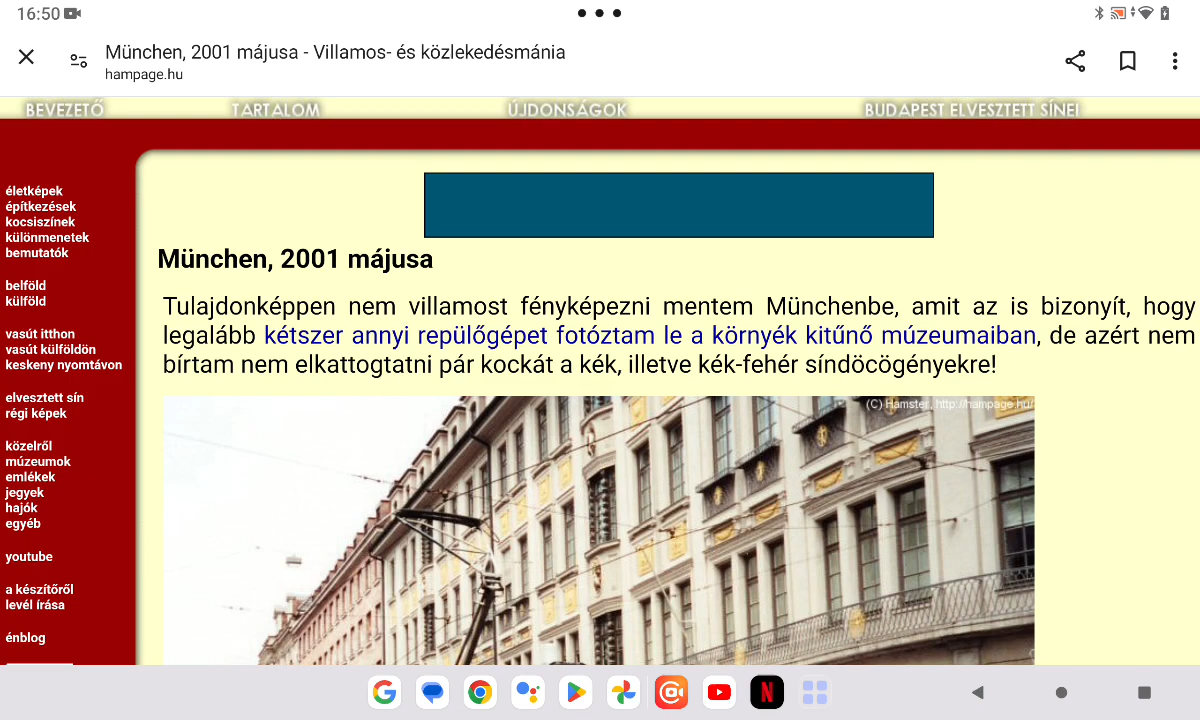 16:50
München, 2001 májusa - Villamos- és közlekedésmánia
hampage.hu
BEVEZETŐ TARTALOM ÚJDONSÁGOK BUDAPEST ELVESZTETT SÍNEI
életképek
építkezések
kocsiszínek
különmenetek
bemutatók
belföld
külföld
vasút itthon
vasút külföldön
keskeny nyomtávon
elvesztett sín
régi képek
közelről
múzeumok
emlékek
jegyek
hajók
egyéb
youtube
a készítőről
levél írása
énblog
München, 2001 májusa
Tulajdonképpen nem villamost fényképezni mentem Münchenbe, amit az is bizonyít, hogy
legalább kétszer annyi repülőgépet fotóztam le a környék kitűnő múzeumaiban, de azért nem
bírtam nem elkattogtatni pár kockát a kék, illetve kék-fehér síndöcögényekre!
(C) Hamster, http://hampage.hu/